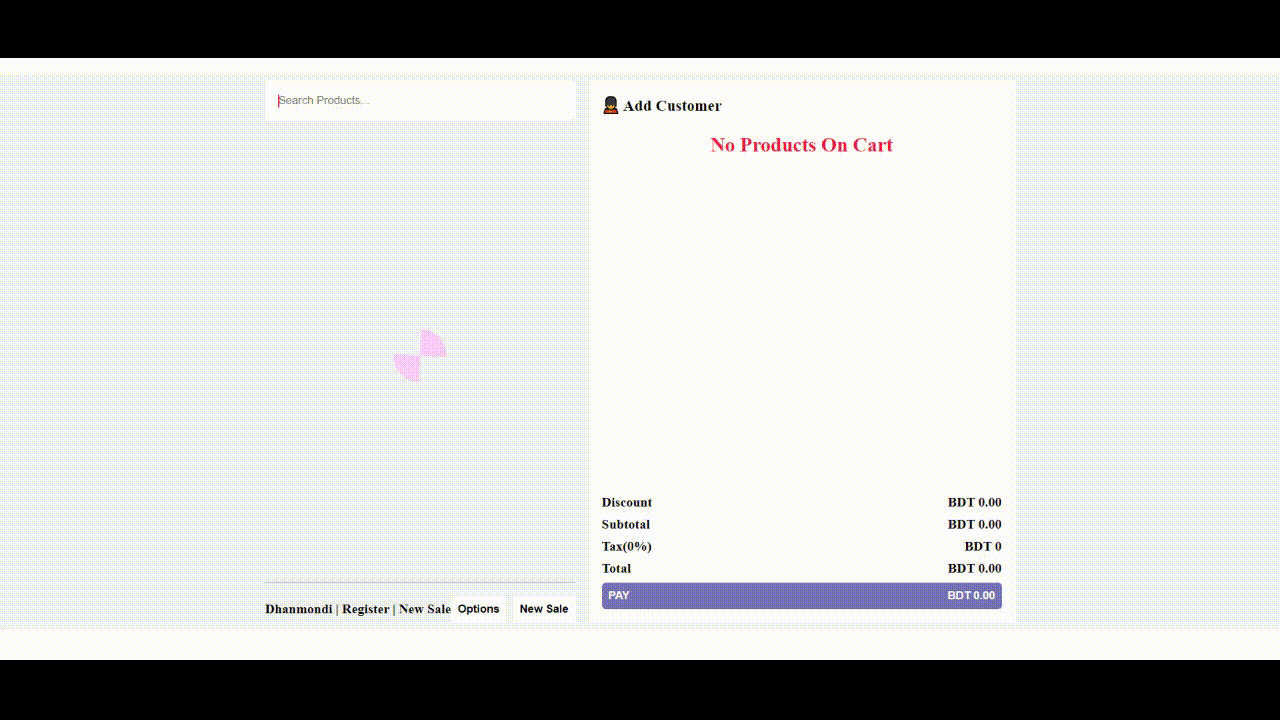 Search Products...
Add Customer
No Products On Cart
Discount BDT 0.00
Subtotal BDT 0.00
Tax(0%) BDT 0
Total BDT 0.00
PAY BDT 0.00
Dhanmondi | Register | New Sale Options New Sale